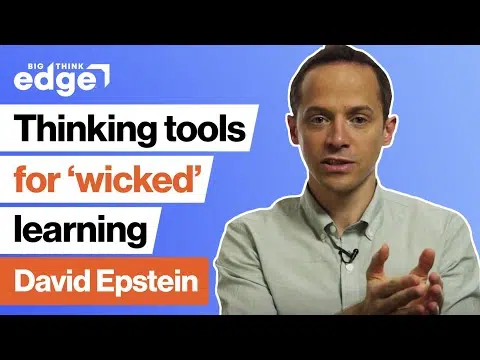 BIG THINK
edge
Thinking tools
for ‘wicked’
learning
David Epstein